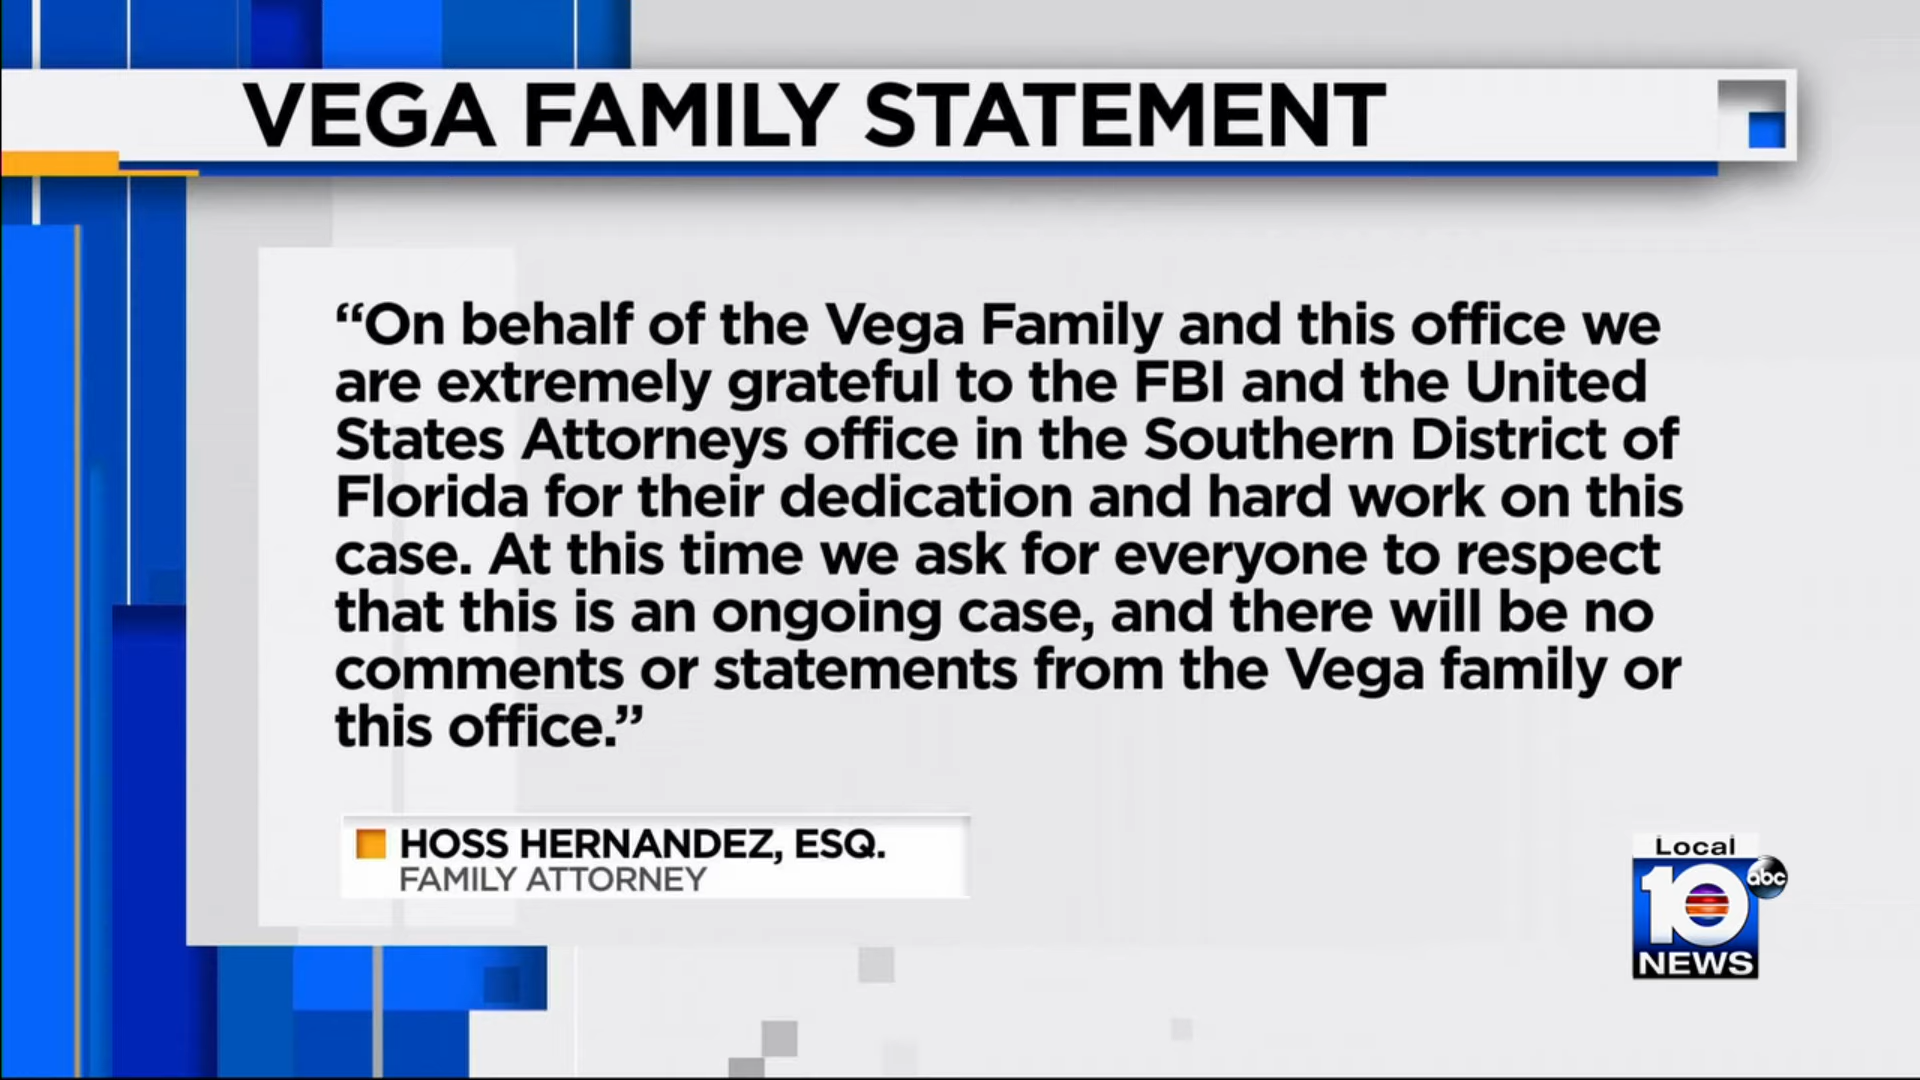 VEGA FAMILY STATEMENT
“On behalf of the Vega Family and this office we
are extremely grateful to the FBI and the United
States Attorneys office in the Southern District of
Florida for their dedication and hard work on this
case. At this time we ask for everyone to respect
that this is an ongoing case, and there will be no
comments or statements from the Vega family or
this office.”
HOSS HERNANDEZ, ESQ.
FAMILY ATTORNEY
Local
10
abc
NEWS